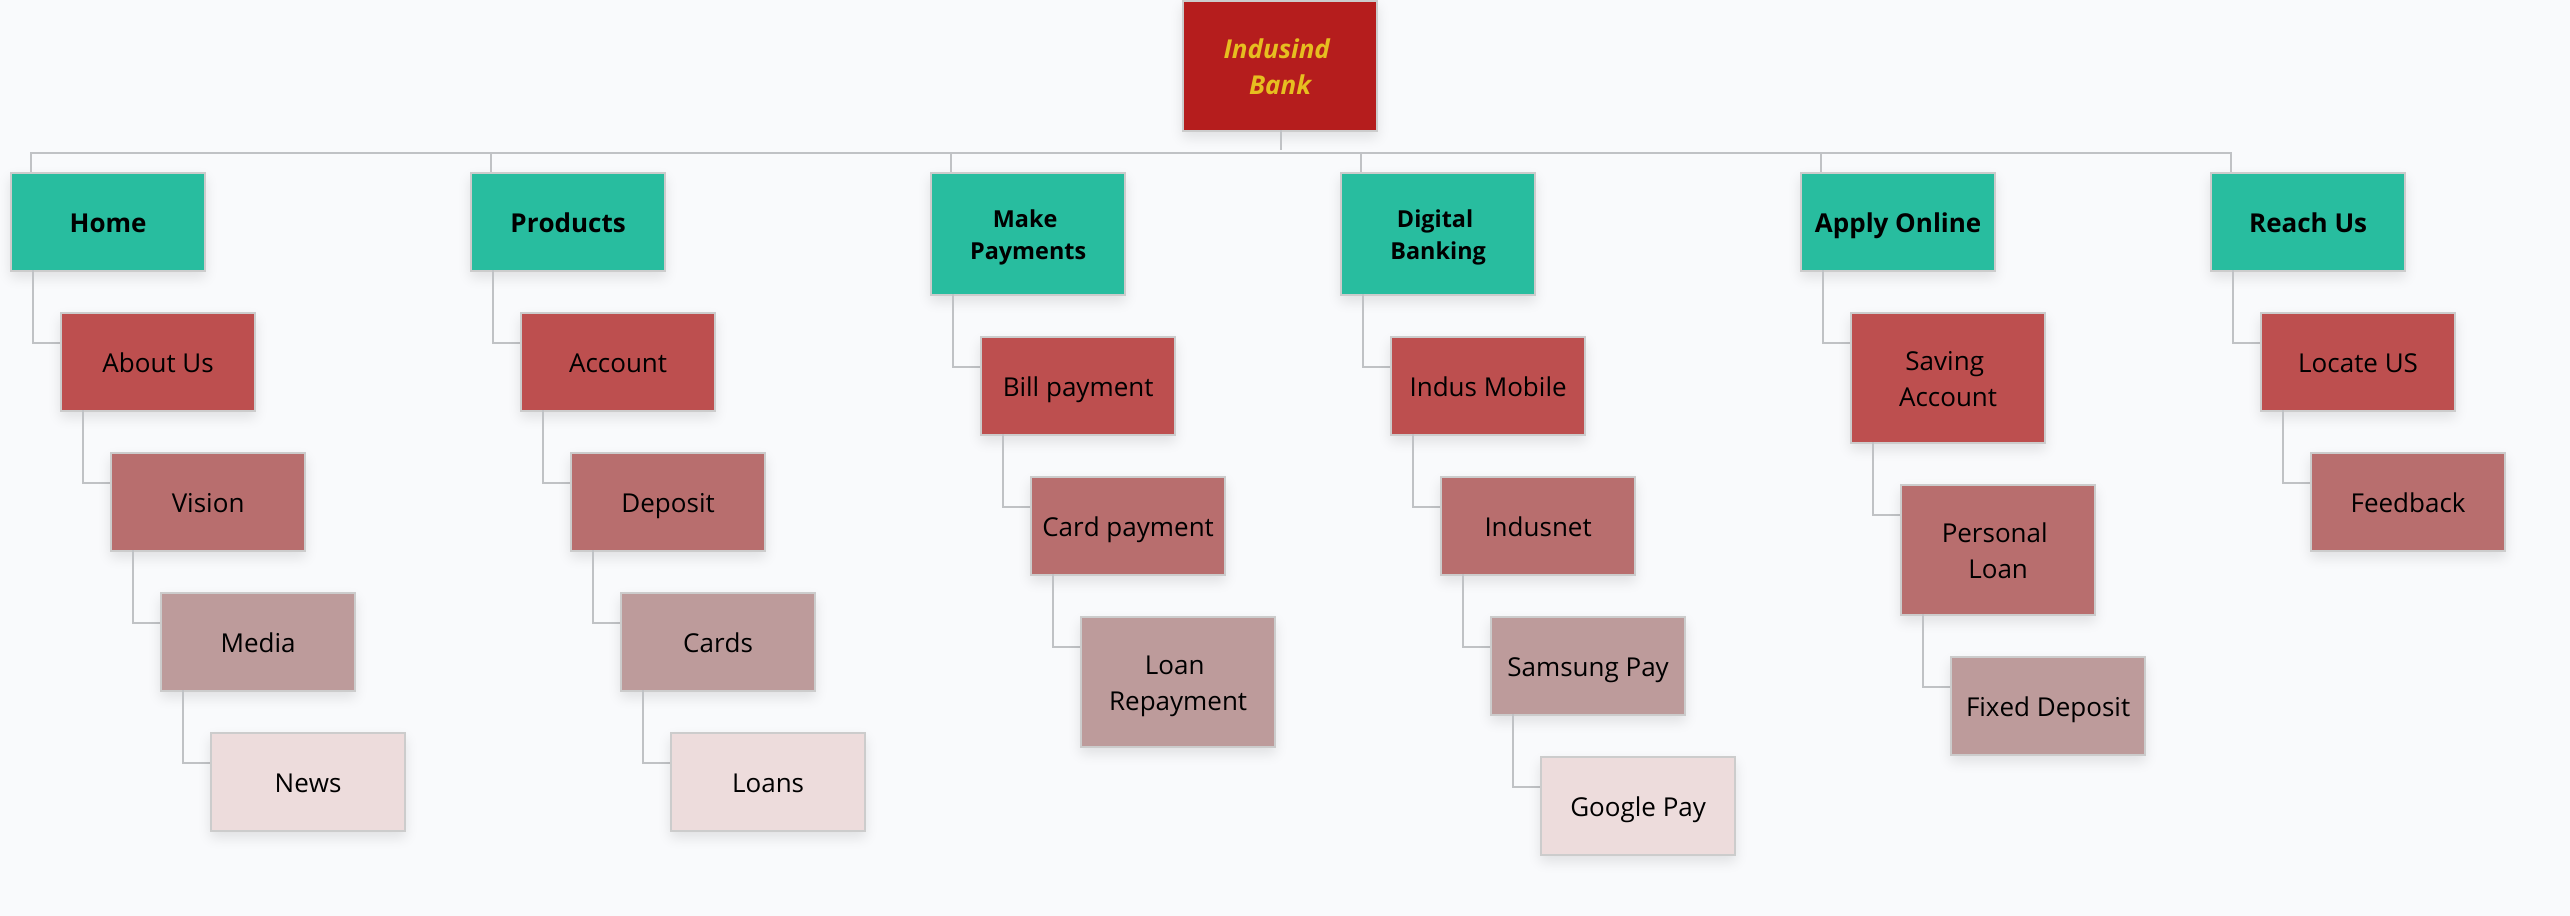 Indusind
Bank
Home
Products
Make
Payments
Digital
Banking
Apply Online
Reach Us
About Us
Account
Bill payment
Indus Mobile
Saving
Account
Locate US
Vision
Deposit
Card payment
Indusnet
Personal
Loan
Feedback
Media
Cards
Loan
Repayment
Samsung Pay
Fixed Deposit
News
Loans
Google Pay